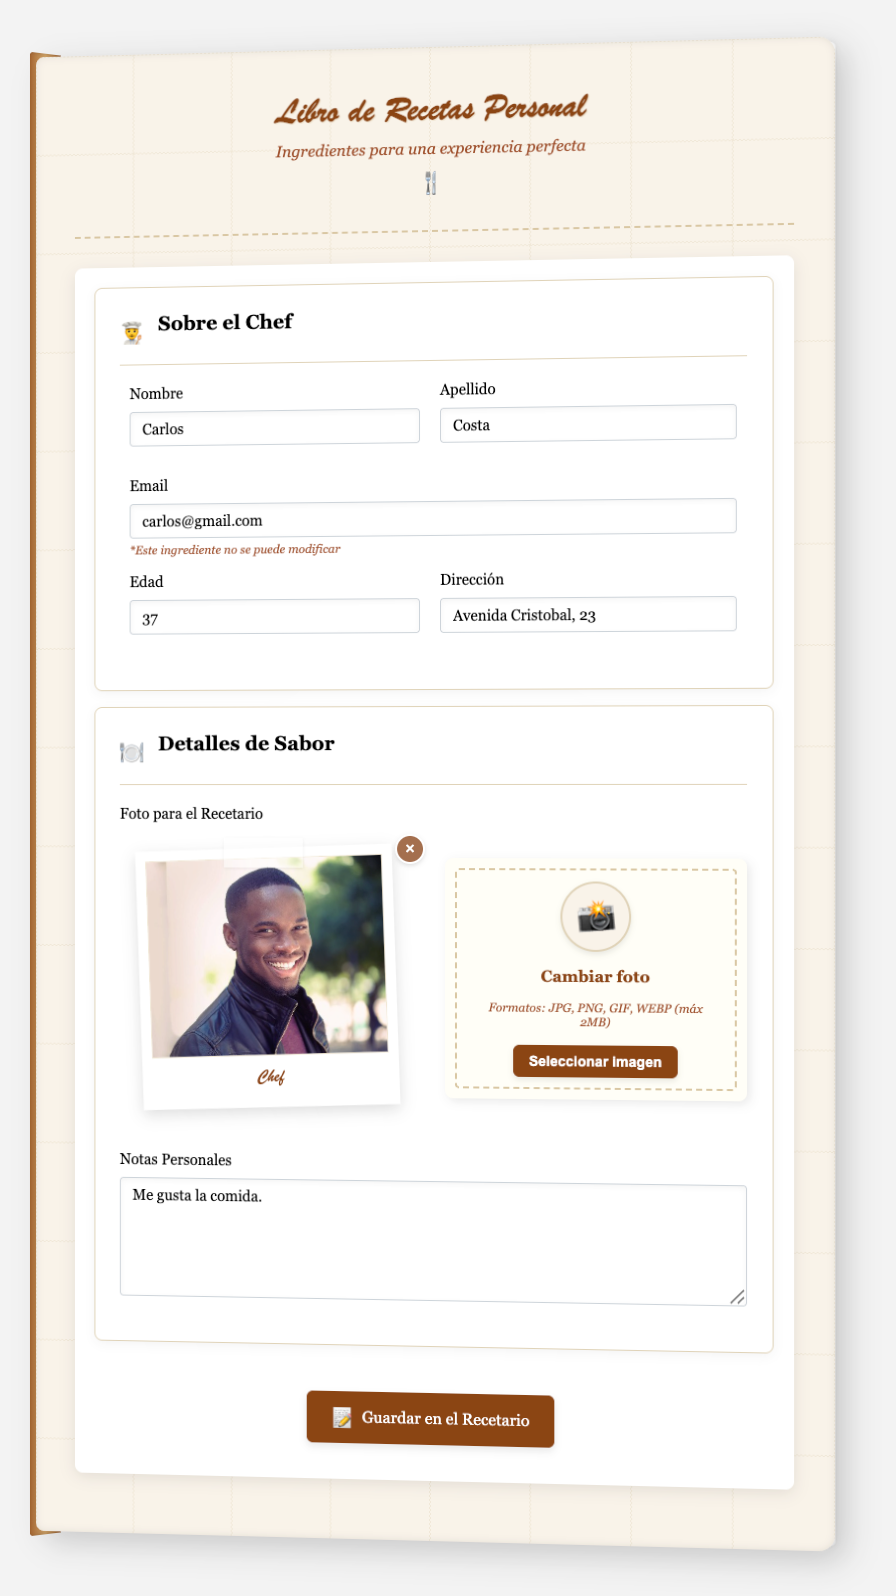 Libro de Recetas Personal
Ingredientes para una experiencia perfecta
Sobre el Chef
Nombre
Apellido
Carlos
Costa
Email
carlos@gmail.com
*Este ingrediente no se puede modificar
Edad
Dirección
37
Avenida Cristobal, 23
Detalles de Sabor
Foto para el Recetario
×
Chef
Cambiar foto
Formatos: JPG, PNG, GIF, WEBP (máx
2MB)
Seleccionar imagen
Notas Personales
Me gusta la comida.
Guardar en el Recetario